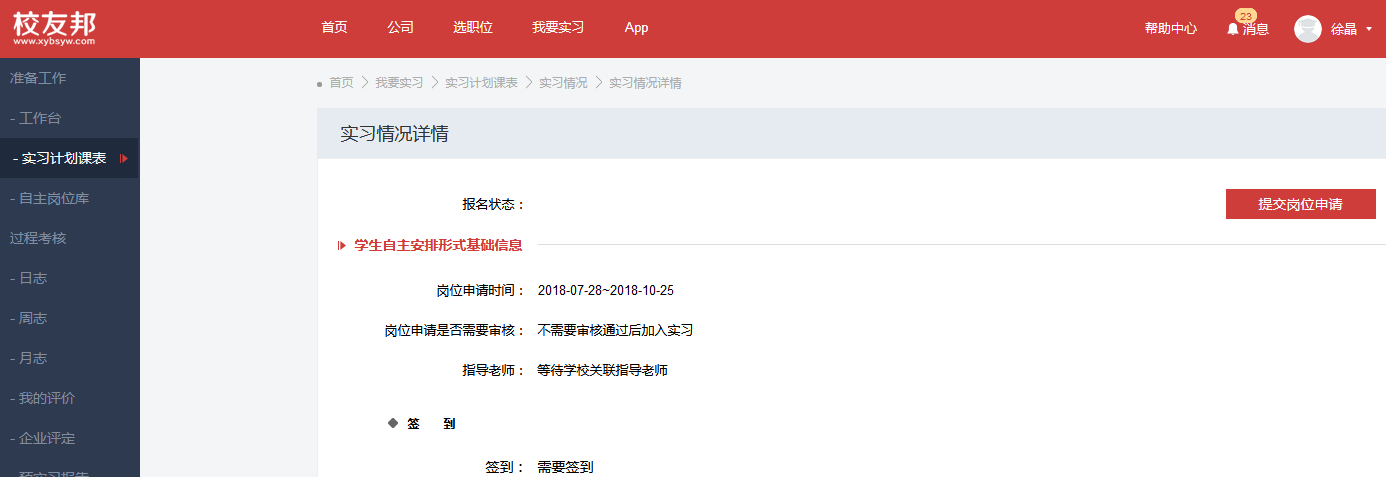 校友邦
www.xybsyw.com
首页 公司 选职位 我要实习 App
帮助中心 23 消息 徐晶
准备工作
- 工作台
- 实习计划课表
- 自主岗位库
过程考核
- 日志
- 周志
- 月志
- 我的评价
- 企业评定
首页 > 我要实习 > 实习计划课表 > 实习情况 > 实习情况详情
实习情况详情
报名状态：
提交岗位申请
学生自主安排形式基础信息
岗位申请时间： 2018-07-28~2018-10-25
岗位申请是否需要审核： 不需要审核通过后加入实习
指导老师： 等待学校关联指导老师
签 到
签到： 需要签到